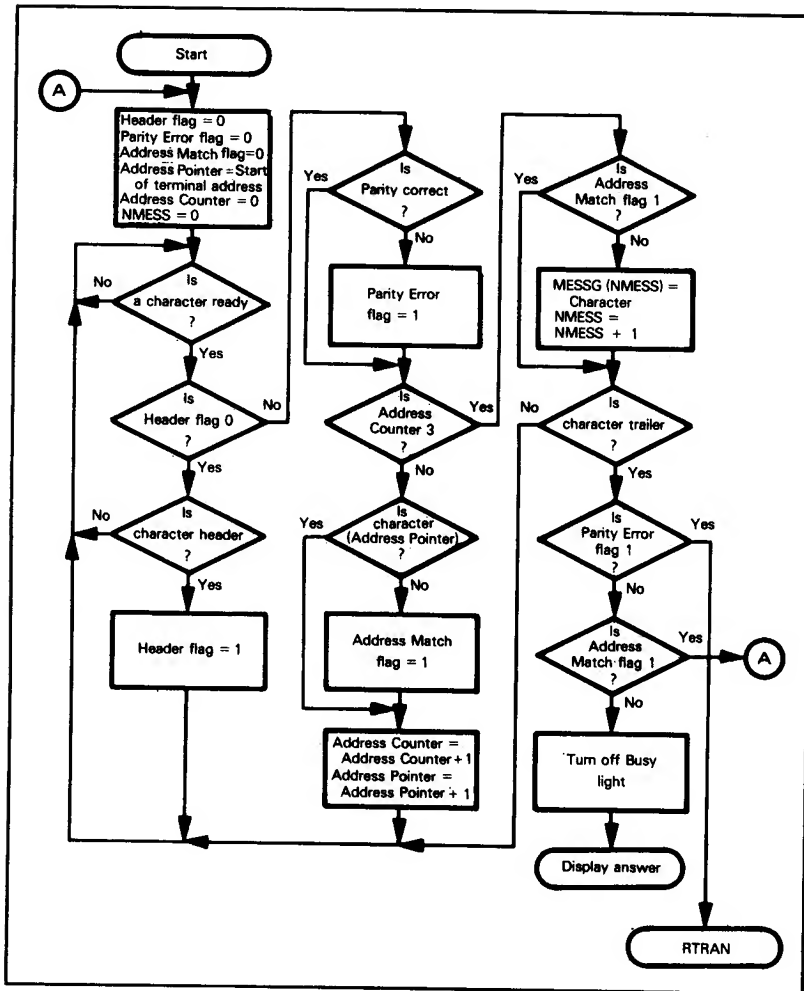 Start
A
Header flag = 0
Parity Error flag = 0
Address Match flag=0
Address Pointer = Start
of terminal address
Address Counter = 0
NMESS = 0
Is
a character ready
?
No
Yes
Is
Header flag 0
?
No
Yes
Is
character header
?
No
Yes
Header flag = 1
Is
Parity correct
?
Yes
No
Parity Error
flag = 1
Is
Address
Counter 3
?
Yes
No
Is
character
(Address Pointer)
?
Yes
No
Address Match
flag = 1
Address Counter =
Address Counter + 1
Address Pointer =
Address Pointer + 1
Is
Address
Match flag 1
?
Yes
No
MESSG (NMESS) =
Character
NMESS =
NMESS + 1
Is
character trailer
?
No
Yes
Is
Parity Error
flag 1
?
Yes
No
Is
Address
Match flag 1
?
Yes
A
No
Turn off Busy
light
Display answer
RTRAN